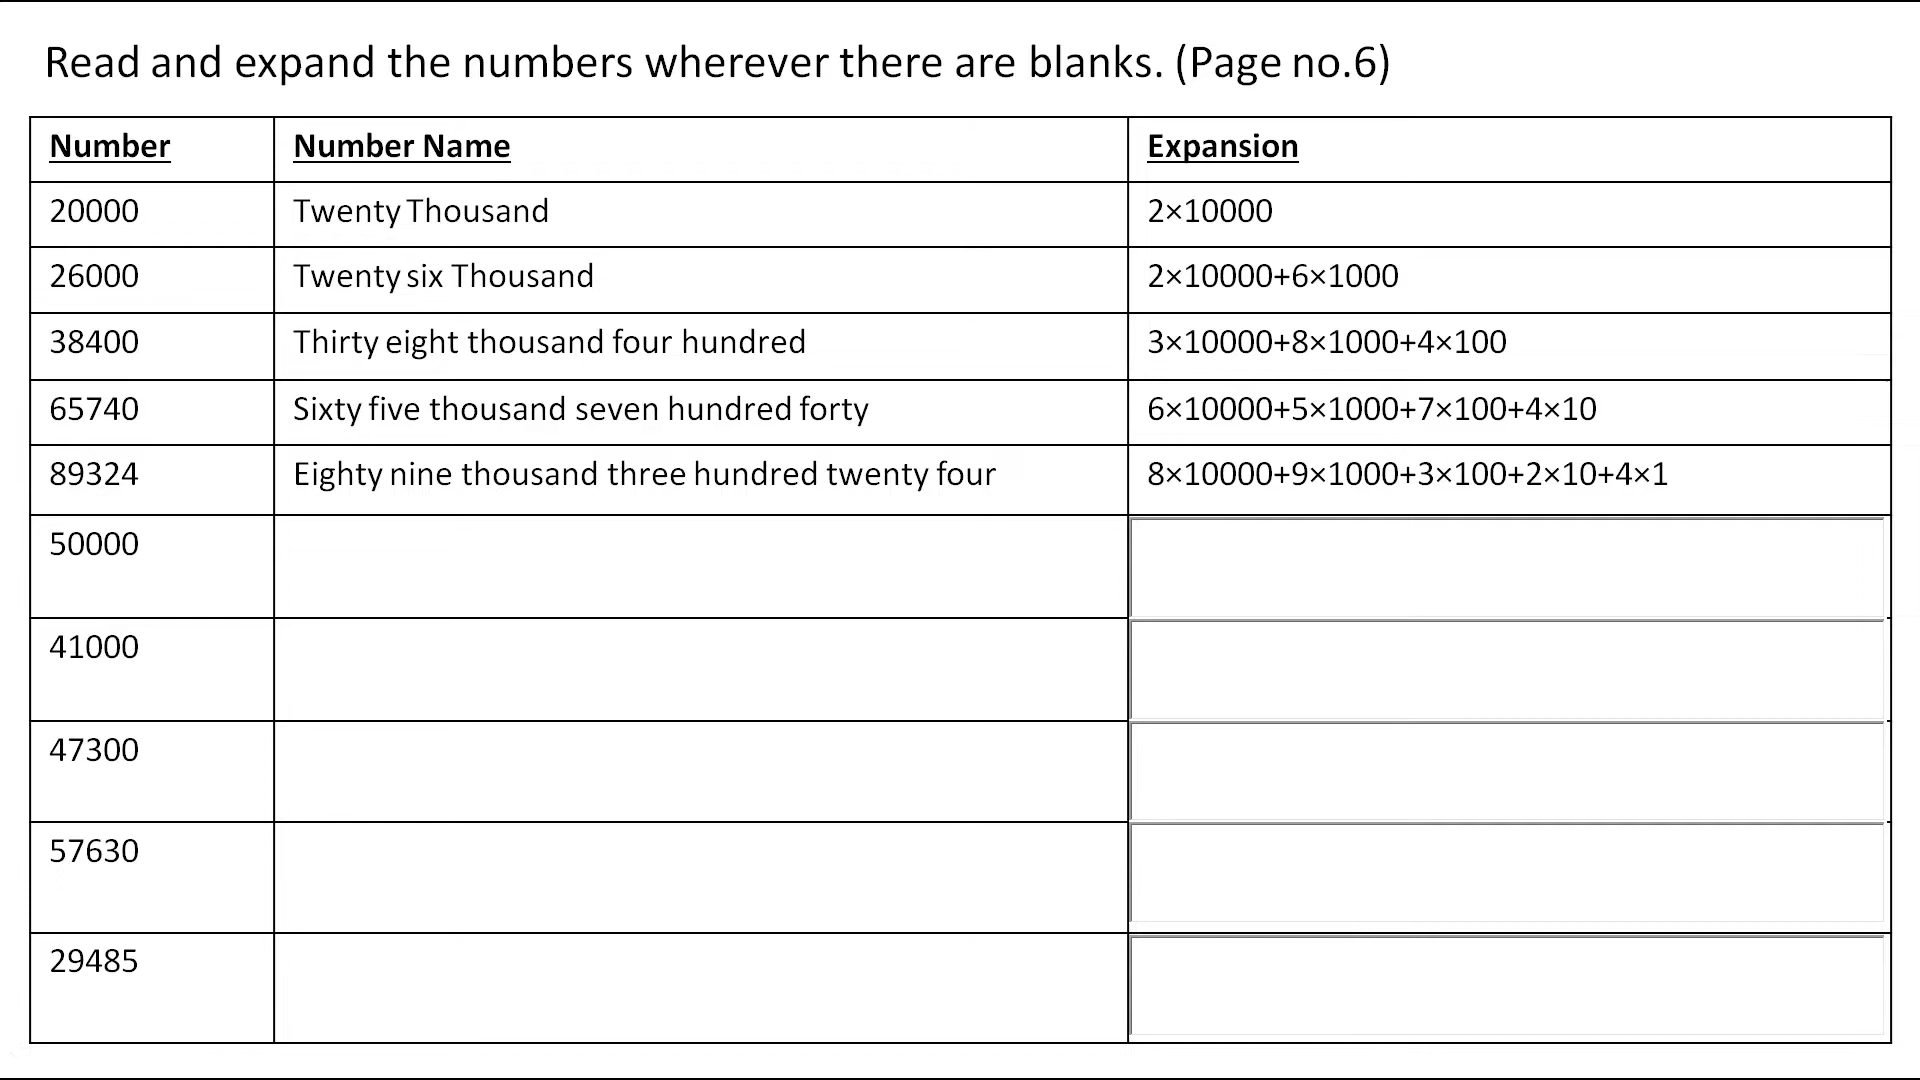 Read and expand the numbers wherever there are blanks. (Page no.6)
Number Number Name Expansion
20000 Twenty Thousand 2×10000
26000 Twenty six Thousand 2×10000+6×1000
38400 Thirty eight thousand four hundred 3×10000+8×1000+4×100
65740 Sixty five thousand seven hundred forty 6×10000+5×1000+7×100+4×10
89324 Eighty nine thousand three hundred twenty four 8×10000+9×1000+3×100+2×10+4×1
50000
41000
47300
57630
29485